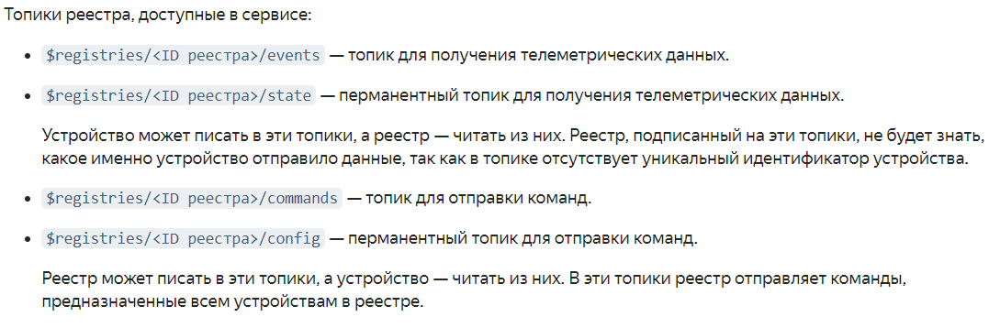 Топики реестра, доступные в сервисе:
• $registries/<ID реестра>/events — топик для получения телеметрических данных.
• $registries/<ID реестра>/state — перманентный топик для получения телеметрических данных.
Устройство может писать в эти топики, а реестр — читать из них. Реестр, подписанный на эти топики, не будет знать,
какое именно устройство отправило данные, так как в топике отсутствует уникальный идентификатор устройства.
• $registries/<ID реестра>/commands — топик для отправки команд.
• $registries/<ID реестра>/config — перманентный топик для отправки команд.
Реестр может писать в эти топики, а устройство — читать из них. В эти топики реестр отправляет команды,
предназначенные всем устройствам в реестре.